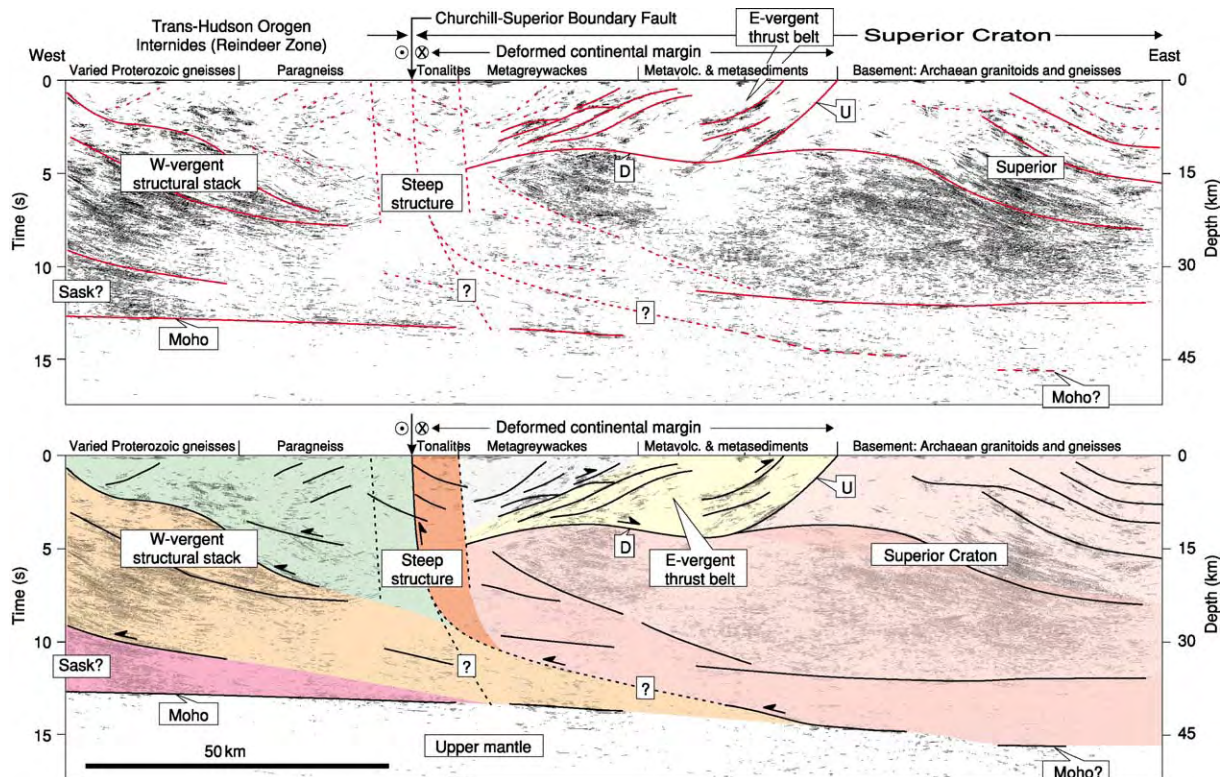 Trans-Hudson Orogen
Internides (Reindeer Zone)
Churchill-Superior Boundary Fault
E-vergent
thrust belt
Superior Craton
West
Deformed continental margin
East
Varied Proterozoic gneisses
Paragneiss
Tonalites
Metagreywackes
Metavolc. & metasediments
Basement: Archaean granitoids and gneisses
0
0
U
W-vergent
structural stack
D
Superior
5
Steep
structure
15
Time (s)
Depth (km)
10
30
Sask?
?
?
Moho
15
45
Moho?
Deformed continental margin
Varied Proterozoic gneisses
Paragneiss
Tonalites
Metagreywackes
Metavolc. & metasediments
Basement: Archaean granitoids and gneisses
0
0
U
W-vergent
structural stack
D
E-vergent
thrust belt
Superior Craton
5
Steep
structure
15
Time (s)
Depth (km)
10
30
Sask?
?
?
Moho
15
50 km
Upper mantle
45
Moho?